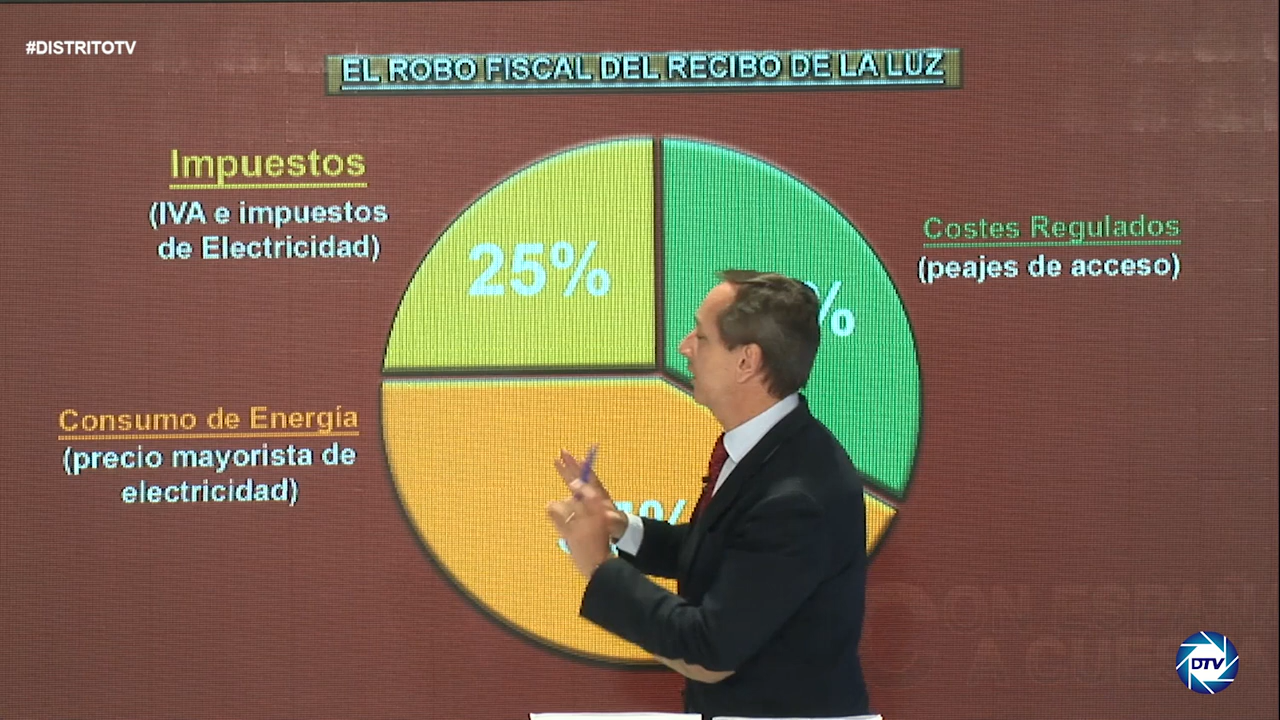 #DISTRITOTV
EL ROBO FISCAL DEL RECIBO DE LA LUZ
Impuestos
(IVA e impuestos
de Electricidad)
25%
Costes Regulados
(peajes de acceso)
%
Consumo de Energía
(precio mayorista de
electricidad)
%
DTV